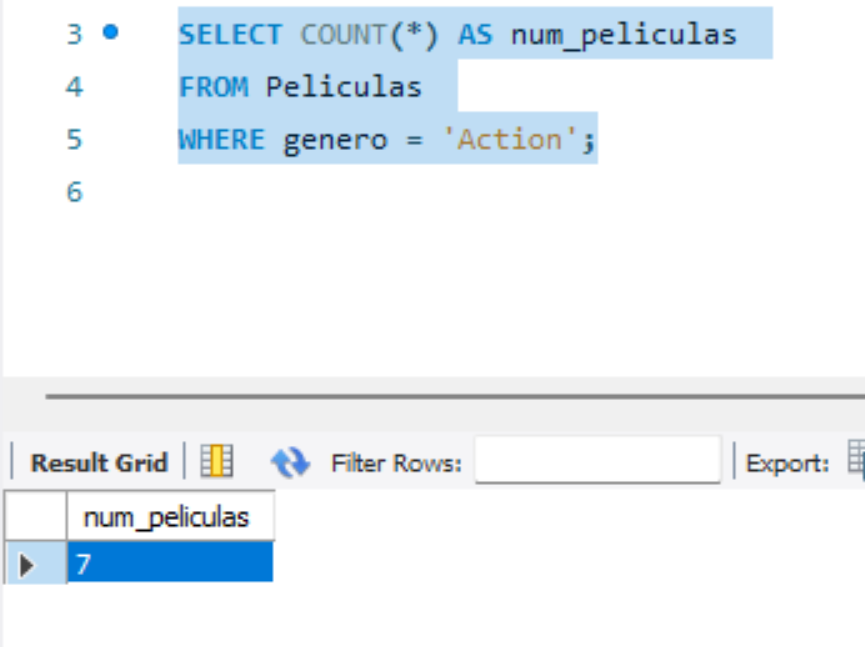 3 SELECT COUNT(*) AS num_peliculas
4 FROM Peliculas
5 WHERE genero = 'Action';
6
Result Grid Filter Rows: Export:
num_peliculas
7